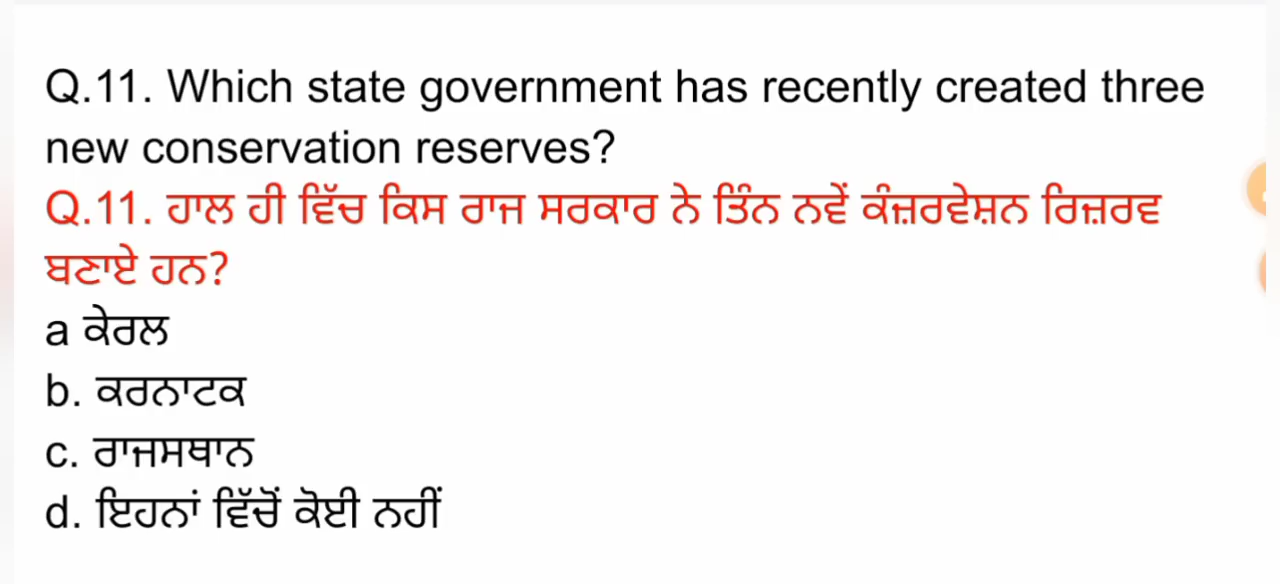 Q.11. Which state government has recently created three
new conservation reserves?
Q.11. ਹਾਲ ਹੀ ਵਿੱਚ ਕਿਸ ਰਾਜ ਸਰਕਾਰ ਨੇ ਤਿੰਨ ਨਵੇਂ ਕੰਜ਼ਰਵੇਸ਼ਨ ਰਿਜ਼ਰਵ
ਬਣਾਏ ਹਨ?
a ਕੇਰਲ
b. ਕਰਨਾਟਕ
c. ਰਾਜਸਥਾਨ
d. ਇਹਨਾਂ ਵਿੱਚੋਂ ਕੋਈ ਨਹੀਂ